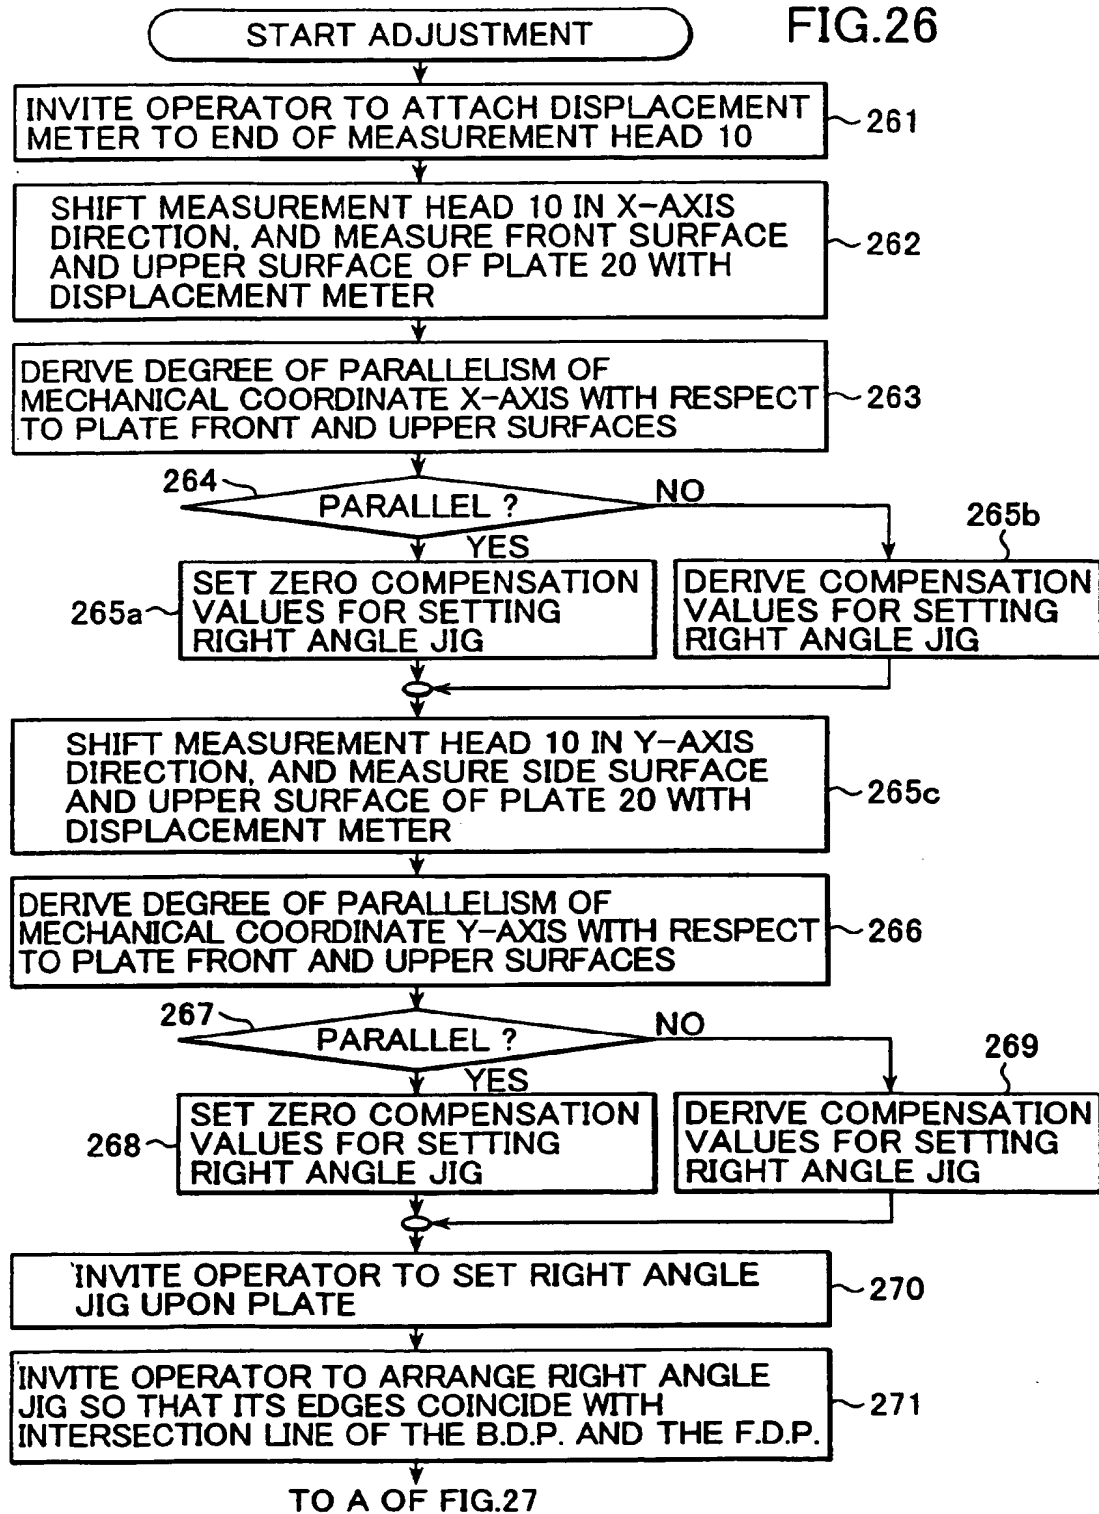 FIG.26
START ADJUSTMENT
INVITE OPERATOR TO ATTACH DISPLACEMENT
METER TO END OF MEASUREMENT HEAD 10
261
SHIFT MEASUREMENT HEAD 10 IN X-AXIS
DIRECTION, AND MEASURE FRONT SURFACE
AND UPPER SURFACE OF PLATE 20 WITH
DISPLACEMENT METER
262
DERIVE DEGREE OF PARALLELISM OF
MECHANICAL COORDINATE X-AXIS WITH RESPECT
TO PLATE FRONT AND UPPER SURFACES
263
264
PARALLEL ?
NO
YES
265a
SET ZERO COMPENSATION
VALUES FOR SETTING
RIGHT ANGLE JIG
265b
DERIVE COMPENSATION
VALUES FOR SETTING
RIGHT ANGLE JIG
SHIFT MEASUREMENT HEAD 10 IN Y-AXIS
DIRECTION, AND MEASURE SIDE SURFACE
AND UPPER SURFACE OF PLATE 20 WITH
DISPLACEMENT METER
265c
DERIVE DEGREE OF PARALLELISM OF
MECHANICAL COORDINATE Y-AXIS WITH RESPECT
TO PLATE FRONT AND UPPER SURFACES
266
267
PARALLEL ?
NO
YES
268
SET ZERO COMPENSATION
VALUES FOR SETTING
RIGHT ANGLE JIG
269
DERIVE COMPENSATION
VALUES FOR SETTING
RIGHT ANGLE JIG
INVITE OPERATOR TO SET RIGHT ANGLE
JIG UPON PLATE
270
INVITE OPERATOR TO ARRANGE RIGHT ANGLE
JIG SO THAT ITS EDGES COINCIDE WITH
INTERSECTION LINE OF THE B.D.P. AND THE F.D.P.
271
TO A OF FIG.27